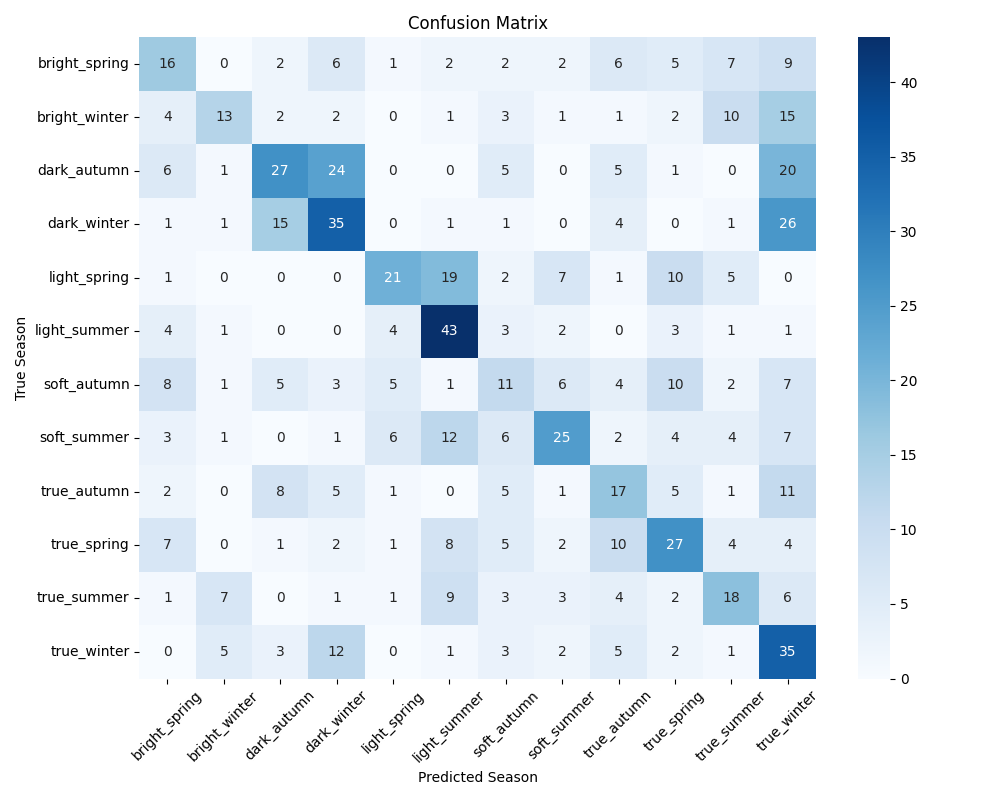 Confusion Matrix
True Season
bright_spring 16 0 2 6 1 2 2 2 6 5 7 9
bright_winter 4 13 2 2 0 1 3 1 1 2 10 15
dark_autumn 6 1 27 24 0 0 5 0 5 1 0 20
dark_winter 1 1 15 35 0 1 1 0 4 0 1 26
light_spring 1 0 0 0 21 19 2 7 1 10 5 0
light_summer 4 1 0 0 4 43 3 2 0 3 1 1
soft_autumn 8 1 5 3 5 1 11 6 4 10 2 7
soft_summer 3 1 0 1 6 12 6 25 2 4 4 7
true_autumn 2 0 8 5 1 0 5 1 17 5 1 11
true_spring 7 0 1 2 1 8 5 2 10 27 4 4
true_summer 1 7 0 1 1 9 3 3 4 2 18 6
true_winter 0 5 3 12 0 1 3 2 5 2 1 35
bright_spring bright_winter dark_autumn dark_winter light_spring light_summer soft_autumn soft_summer true_autumn true_spring true_summer true_winter
Predicted Season
40
35
30
25
20
15
10
5
0